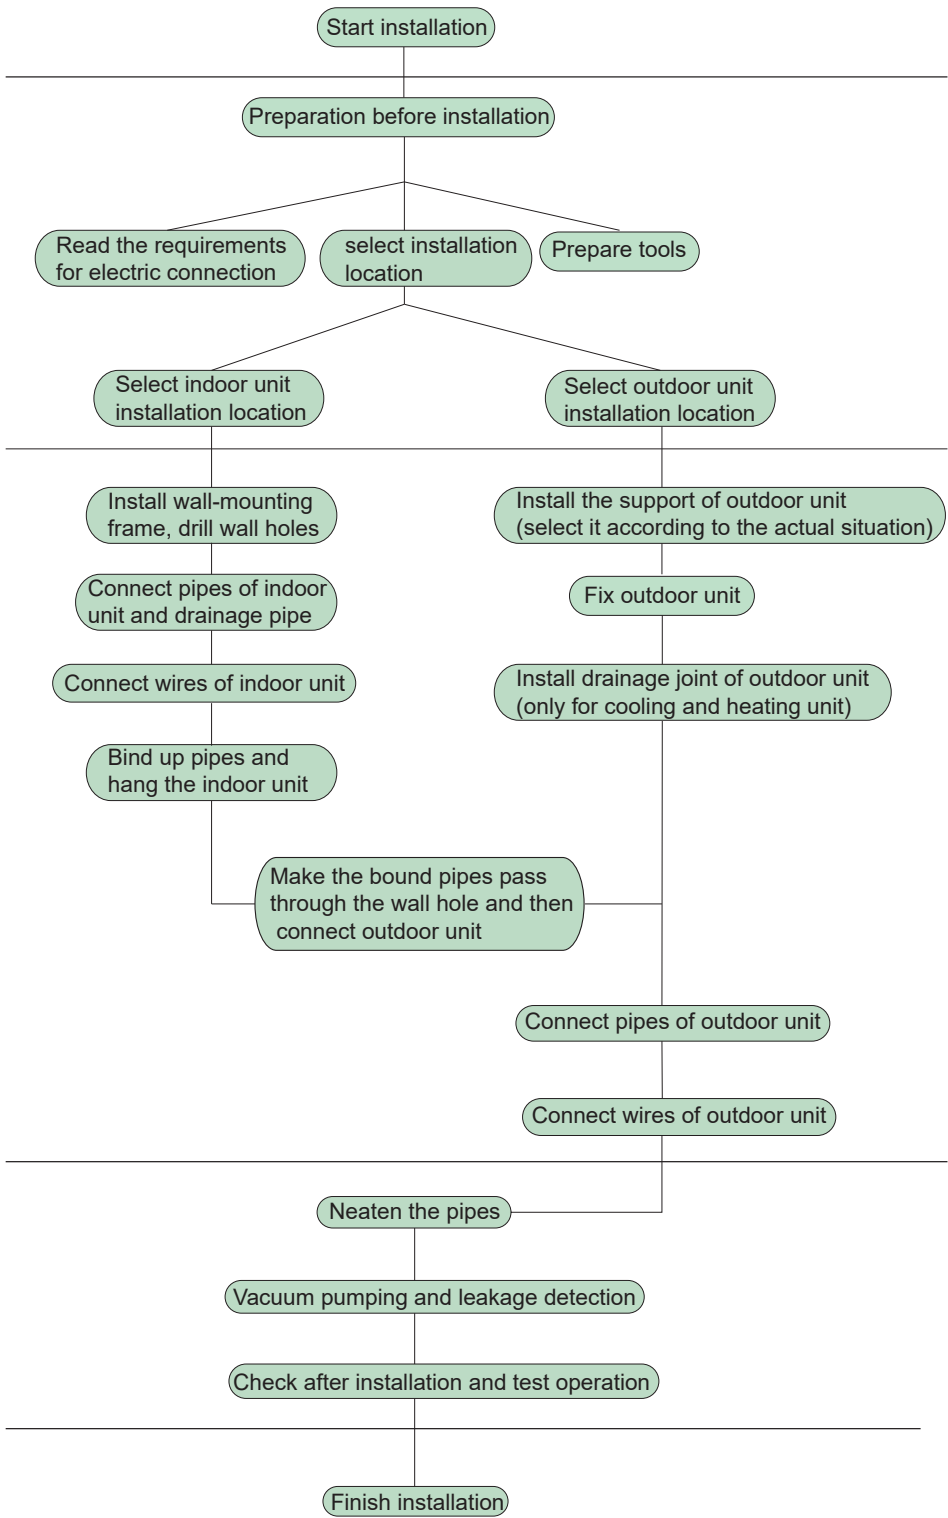 Start installation
Preparation before installation
Read the requirements
for electric connection
select installation
location
Prepare tools
Select indoor unit
installation location
Select outdoor unit
installation location
Install wall-mounting
frame, drill wall holes
Connect pipes of indoor
unit and drainage pipe
Connect wires of indoor unit
Bind up pipes and
hang the indoor unit
Install the support of outdoor unit
(select it according to the actual situation)
Fix outdoor unit
Install drainage joint of outdoor unit
(only for cooling and heating unit)
Make the bound pipes pass
through the wall hole and then
connect outdoor unit
Connect pipes of outdoor unit
Connect wires of outdoor unit
Neaten the pipes
Vacuum pumping and leakage detection
Check after installation and test operation
Finish installation